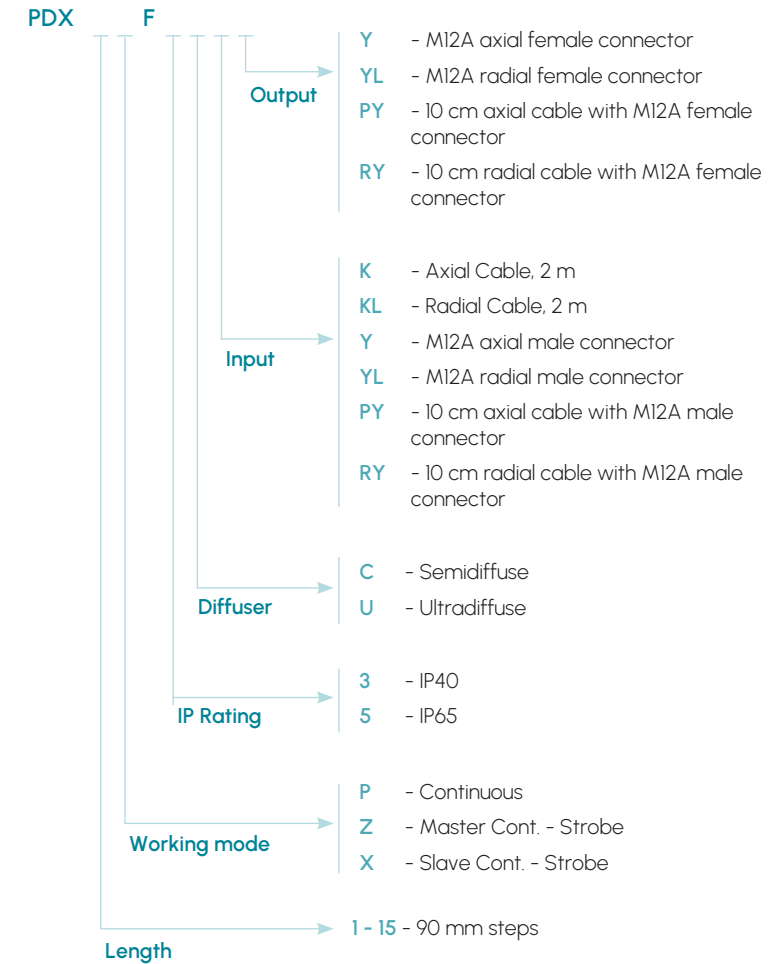 PDX _ _ F _ _ _ _
Y - M12A axial female connector
YL - M12A radial female connector
Output
PY - 10 cm axial cable with M12A female
connector
RY - 10 cm radial cable with M12A female
connector
K - Axial Cable, 2 m
KL - Radial Cable, 2 m
Y - M12A axial male connector
Input
YL - M12A radial male connector
PY - 10 cm axial cable with M12A male
connector
RY - 10 cm radial cable with M12A male
connector
C - Semidiffuse
Diffuser
U - Ultradiffuse
3 - IP40
IP Rating
5 - IP65
P - Continuous
Z - Master Cont. - Strobe
Working mode
X - Slave Cont. - Strobe
1 - 15 - 90 mm steps
Length